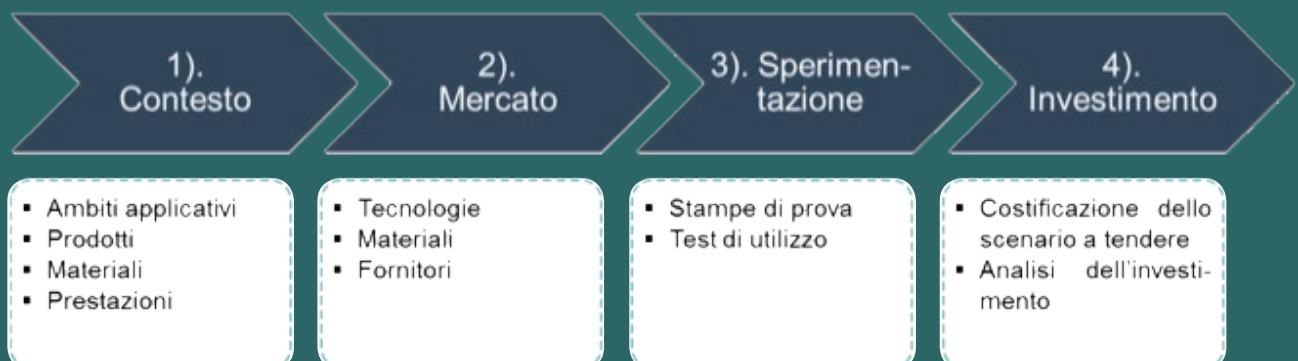 1).
Contesto
2).
Mercato
3). Sperimen-
tazione
4).
Investimento
▪ Ambiti applicativi
▪ Prodotti
▪ Materiali
▪ Prestazioni
▪ Tecnologie
▪ Materiali
▪ Fornitori
▪ Stampe di prova
▪ Test di utilizzo
▪ Costificazione dello
scenario a tendere
▪ Analisi dell'investi-
mento